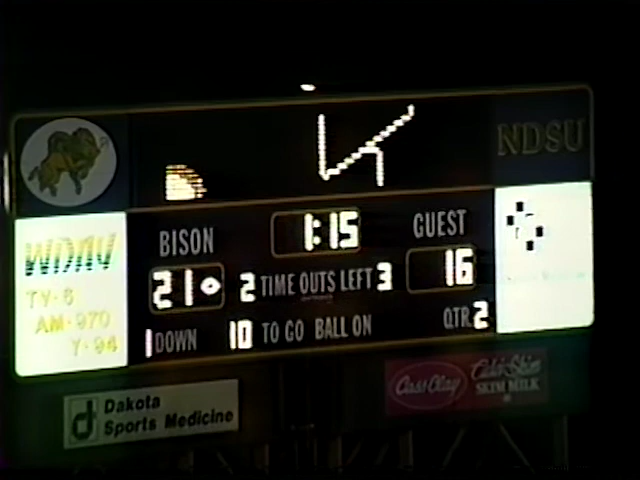 NDSU
WDAY
TV-6
AM-970
Y-94
BISON
1:15
GUEST
21
2 TIME OUTS LEFT 3
16
1 DOWN 10 TO GO BALL ON QTR 2
Dakota
Sports Medicine
Cass Clay
SKIM MILK